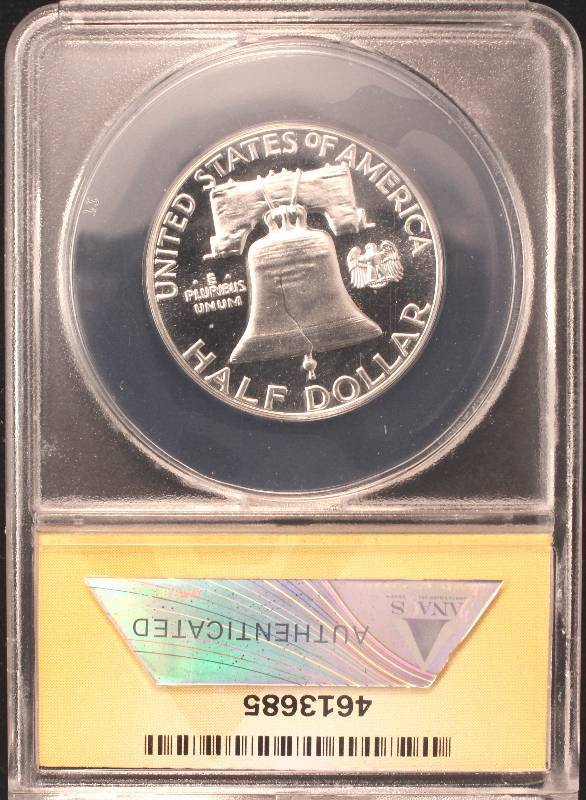 UNITED STATES OF AMERICA
E
PLURIBUS
UNUM
HALF DOLLAR
ANACS
AUTHENTICATED
4613685